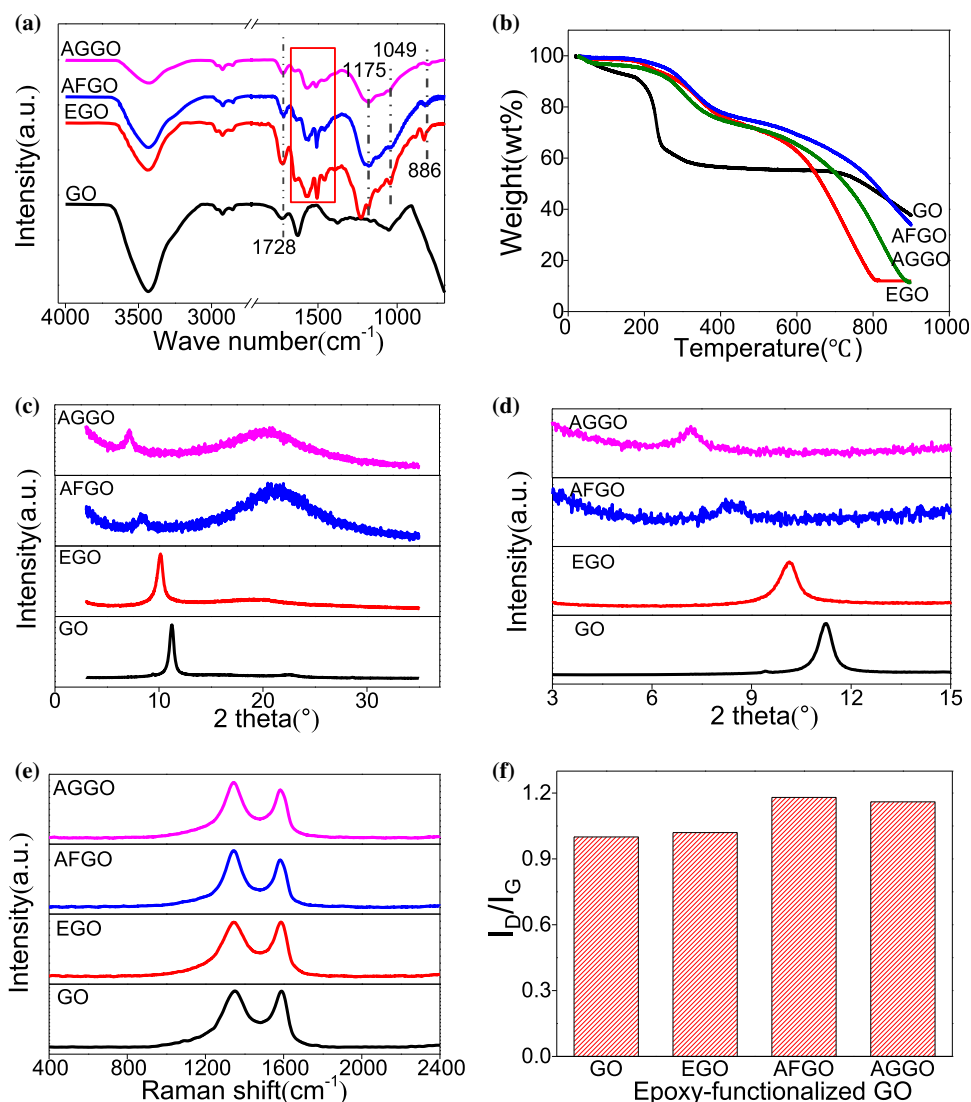 (a)
AGGO
AFGO
EGO
GO
1728
1175
1049
886
Intensity(a.u.)
4000 3500 3000 1500 1000
Wave number(cm⁻¹)
(b)
100
80
60
40
20
0
Weight(wt%)
GO
AFGO
AGGO
EGO
0 200 400 600 800 1000
Temperature(℃)
(c)
AGGO
AFGO
EGO
GO
Intensity(a.u.)
0 10 20 30
2 theta(°)
(d)
AGGO
AFGO
EGO
GO
Intensity(a.u.)
3 6 9 12 15
2 theta(°)
(e)
AGGO
AFGO
EGO
GO
Intensity(a.u.)
400 800 1200 1600 2000 2400
Raman shift(cm⁻¹)
(f)
1.2
0.9
0.6
0.3
0.0
I_D/I_G
GO EGO AFGO AGGO
Epoxy-functionalized GO